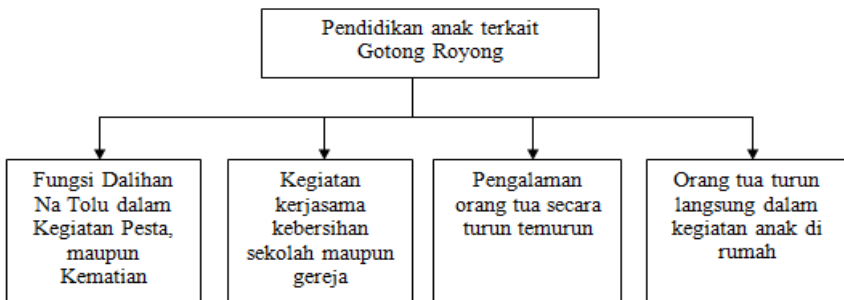 Pendidikan anak terkait
Gotong Royong
Fungsi Dalihan
Na Tolu dalam
Kegiatan Pesta,
maupun
Kematian
Kegiatan
kerjasama
kebersihan
sekolah maupun
gereja
Pengalaman
orang tua secara
turun temurun
Orang tua turun
langsung dalam
kegiatan anak di
rumah